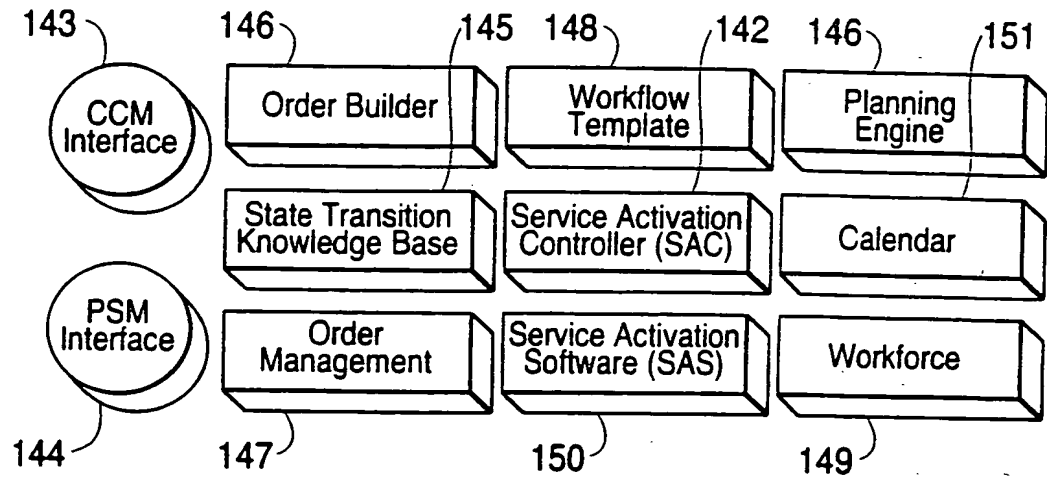 143
146
145
148
142
146
151
CCM
Interface
Order Builder
Workflow
Template
Planning
Engine
State Transition
Knowledge Base
Service Activation
Controller (SAC)
Calendar
PSM
Interface
Order
Management
Service Activation
Software (SAS)
Workforce
144
147
150
149